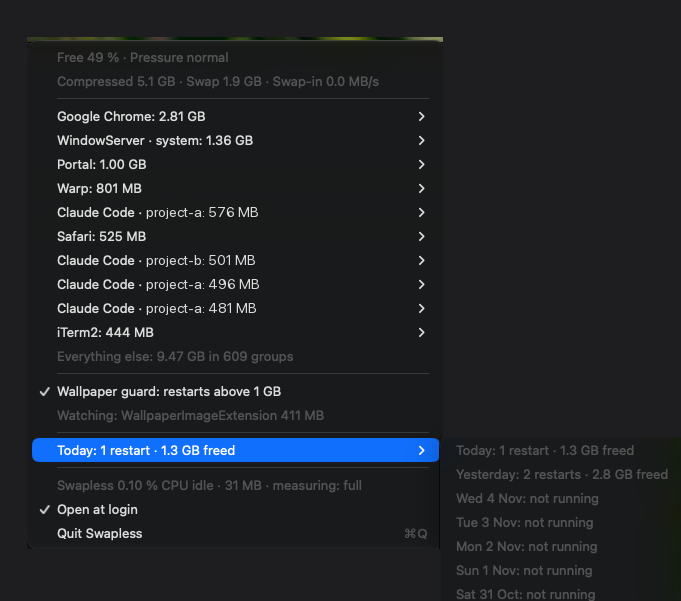 Free 49 % · Pressure normal
Compressed 5.1 GB · Swap 1.9 GB · Swap-in 0.0 MB/s
Google Chrome: 2.81 GB
WindowServer · system: 1.36 GB
Portal: 1.00 GB
Warp: 801 MB
Claude Code · project-a: 576 MB
Safari: 525 MB
Claude Code · project-b: 501 MB
Claude Code · project-a: 496 MB
Claude Code · project-a: 481 MB
iTerm2: 444 MB
Everything else: 9.47 GB in 609 groups
Wallpaper guard: restarts above 1 GB
Watching: WallpaperImageExtension 411 MB
Today: 1 restart · 1.3 GB freed
Swapless 0.10 % CPU idle · 31 MB · measuring: full
Open at login
Quit Swapless ⌘Q
Today: 1 restart · 1.3 GB freed
Yesterday: 2 restarts · 2.8 GB freed
Wed 4 Nov: not running
Tue 3 Nov: not running
Mon 2 Nov: not running
Sun 1 Nov: not running
Sat 31 Oct: not running